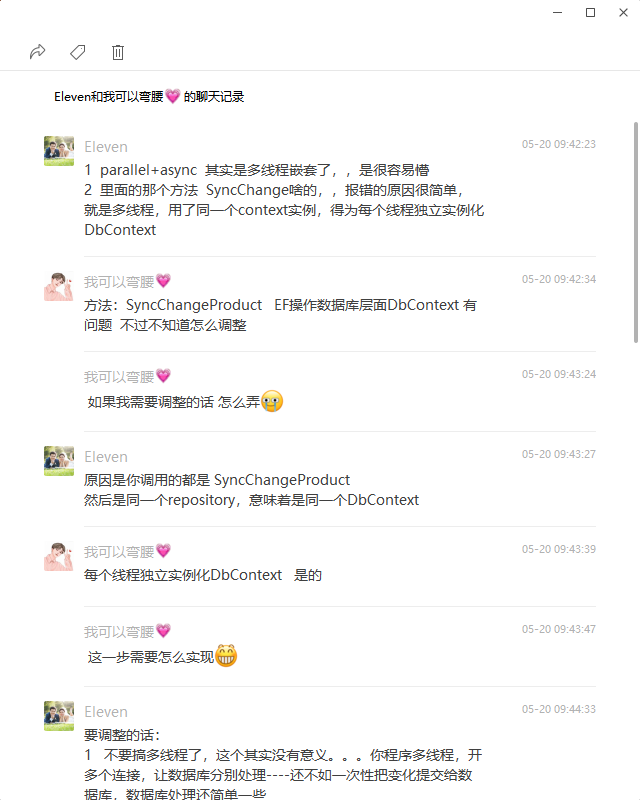 Eleven和我可以弯腰💗 的聊天记录
Eleven
05-20 09:42:23
1 parallel+async 其实是多线程嵌套了，，是很容易懵
2 里面的那个方法 SyncChange啥的，，报错的原因很简单，
就是多线程，用了同一个context实例，得为每个线程独立实例化
DbContext
我可以弯腰💗
05-20 09:42:34
方法：SyncChangeProduct EF操作数据库层面DbContext 有
问题 不过不知道怎么调整
我可以弯腰💗
05-20 09:43:24
如果我需要调整的话 怎么弄😢
Eleven
05-20 09:43:27
原因是你调用的都是 SyncChangeProduct
然后是同一个repository，意味着是同一个DbContext
我可以弯腰💗
05-20 09:43:39
每个线程独立实例化DbContext 是的
我可以弯腰💗
05-20 09:43:47
这一步需要怎么实现😁
Eleven
05-20 09:44:33
要调整的话：
1 不要搞多线程了，这个其实没有意义。。。你程序多线程，开
多个连接，让数据库分别处理----还不如一次性把变化提交给数
据库，数据库处理还简单一些